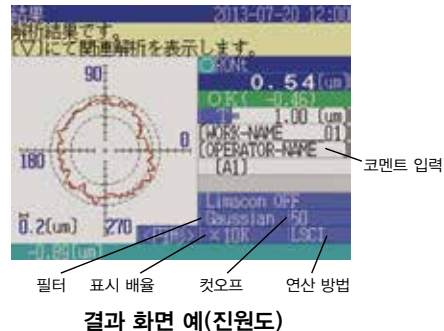 結果 2013-07-20 12:00
解析結果です。
[▽]にて関連解析を表示します。
90
180
0
270
0.2(um)
RONt
0.54(um)
OK( -0.46)
T= 1.00 (um)
[WORK-NAME 01]
[OPERATOR-NAME
[A1]
Limacon OFF
Gaussian 50
×10K LSCI
코멘트 입력
필터 표시 배율 컷오프 연산 방법
결과 화면 예(진원도)